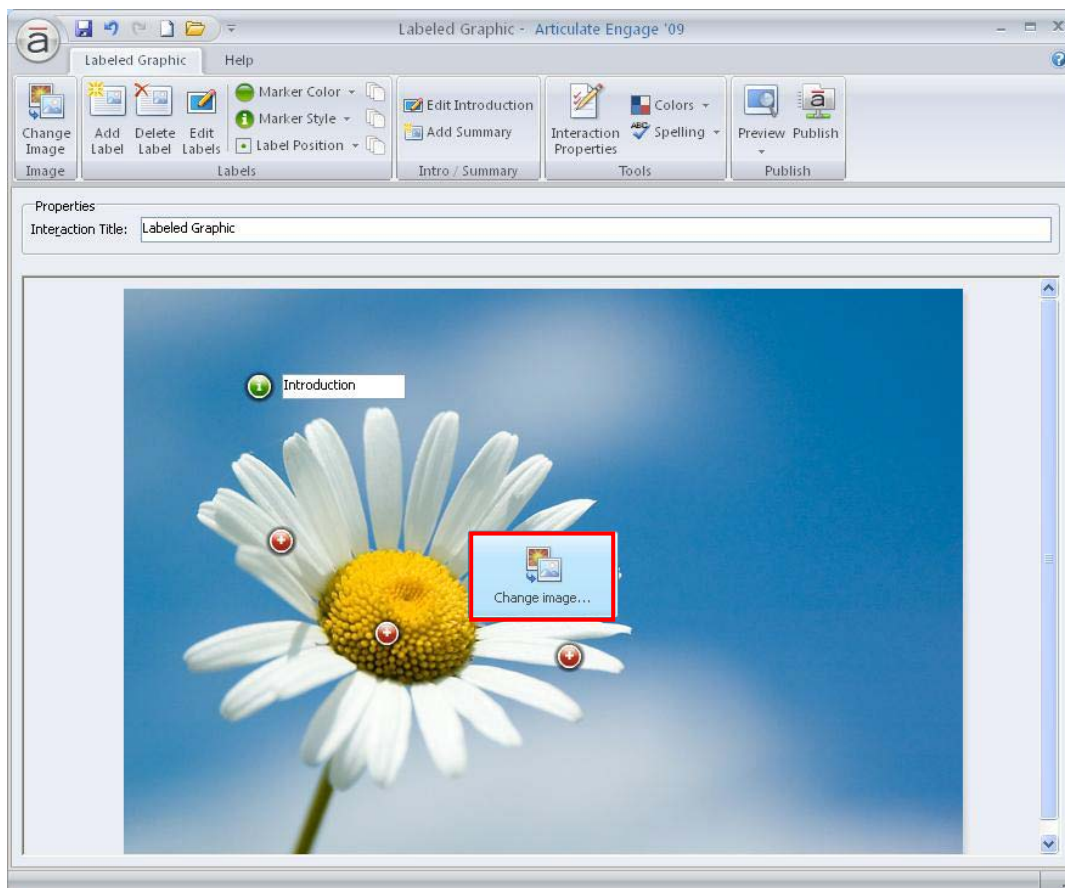 Labeled Graphic - Articulate Engage '09
Labeled Graphic Help
Change Image
Add Label
Delete Label
Edit Labels
Marker Color
Marker Style
Label Position
Edit Introduction
Add Summary
Interaction Properties
Colors
ABC Spelling
Preview
Publish
Image
Labels
Intro / Summary
Tools
Publish
Properties
Interaction Title: Labeled Graphic
Introduction
Change image...